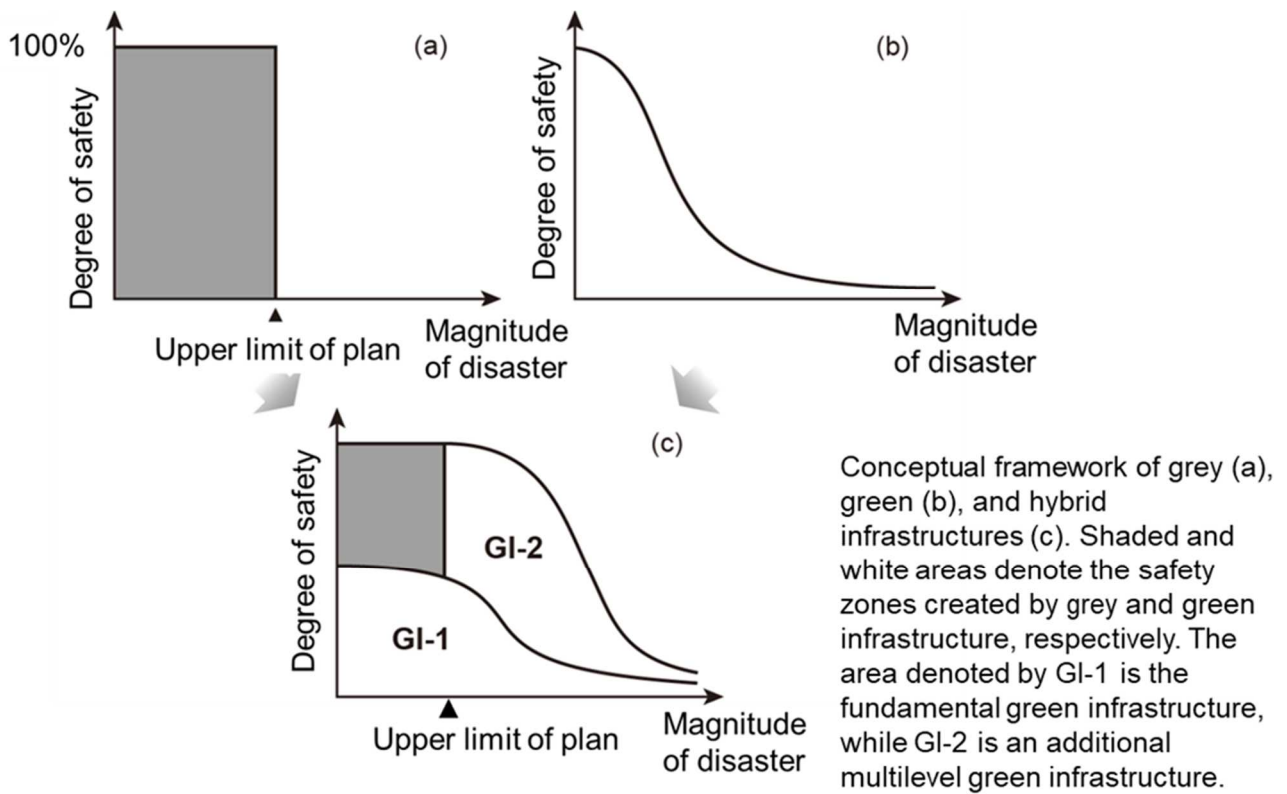 100%
(a)
Degree of safety
Upper limit of plan
Magnitude
of disaster
(b)
Degree of safety
Magnitude
of disaster
(c)
Degree of safety
GI-2
GI-1
Upper limit of plan
Magnitude
of disaster
Conceptual framework of grey (a),
green (b), and hybrid
infrastructures (c). Shaded and
white areas denote the safety
zones created by grey and green
infrastructure, respectively. The
area denoted by GI-1 is the
fundamental green infrastructure,
while GI-2 is an additional
multilevel green infrastructure.